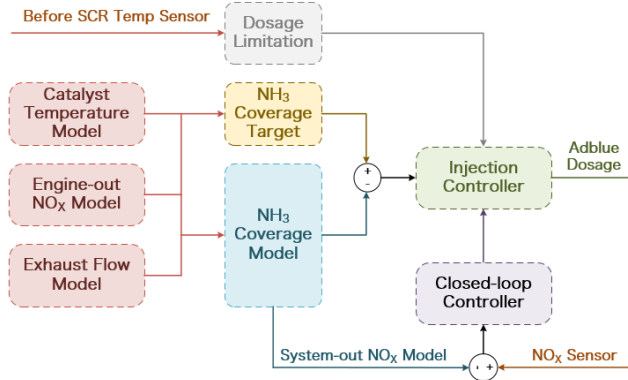 Before SCR Temp Sensor
Dosage
Limitation
Catalyst
Temperature
Model
NH₃
Coverage
Target
Engine-out
NOₓ Model
Exhaust Flow
Model
NH₃
Coverage
Model
+
-
Injection
Controller
Adblue
Dosage
Closed-loop
Controller
System-out NOₓ Model
- +
NOₓ Sensor